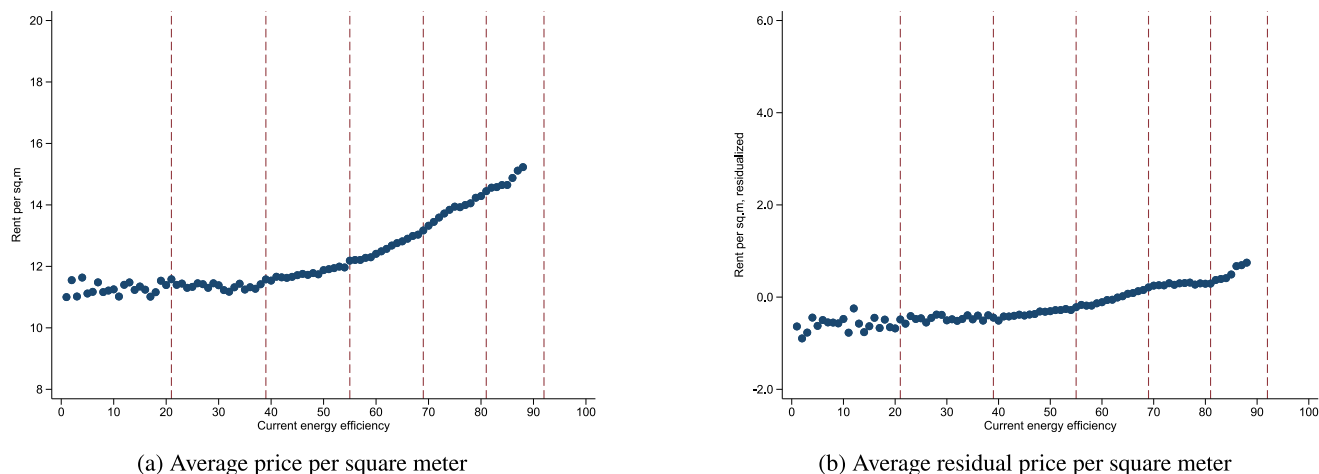 20
18
16
14
12
10
8
Rent per sq.m
0 10 20 30 40 50 60 70 80 90 100
Current energy efficiency
(a) Average price per square meter
6.0
4.0
2.0
0.0
-2.0
Rent per sq.m, residualized
0 10 20 30 40 50 60 70 80 90 100
Current energy efficiency
(b) Average residual price per square meter